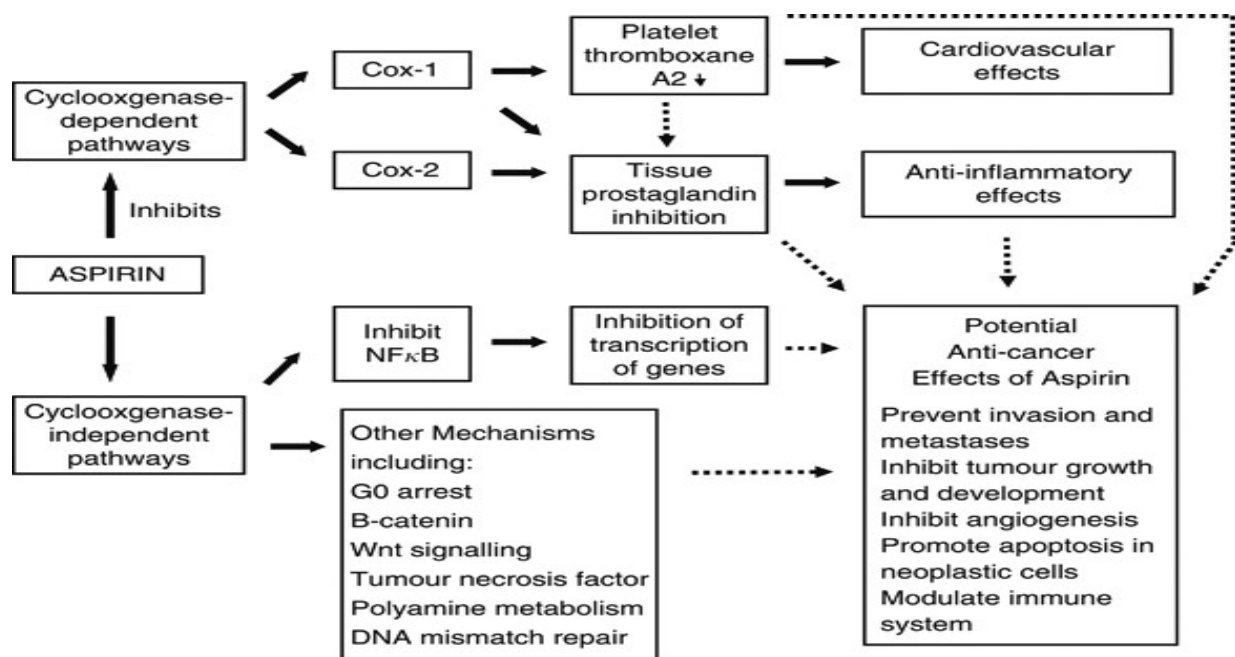 Cyclooxgenase-
dependent
pathways
Inhibits
ASPIRIN
Cyclooxgenase-
independent
pathways
Cox-1
Cox-2
Inhibit
NFκB
Other Mechanisms
including:
G0 arrest
B-catenin
Wnt signalling
Tumour necrosis factor
Polyamine metabolism
DNA mismatch repair
Platelet
thromboxane
A2
Tissue
prostaglandin
inhibition
Inhibition of
transcription
of genes
Cardiovascular
effects
Anti-inflammatory
effects
Potential
Anti-cancer
Effects of Aspirin
Prevent invasion and
metastases
Inhibit tumour growth
and development
Inhibit angiogenesis
Promote apoptosis in
neoplastic cells
Modulate immune
system